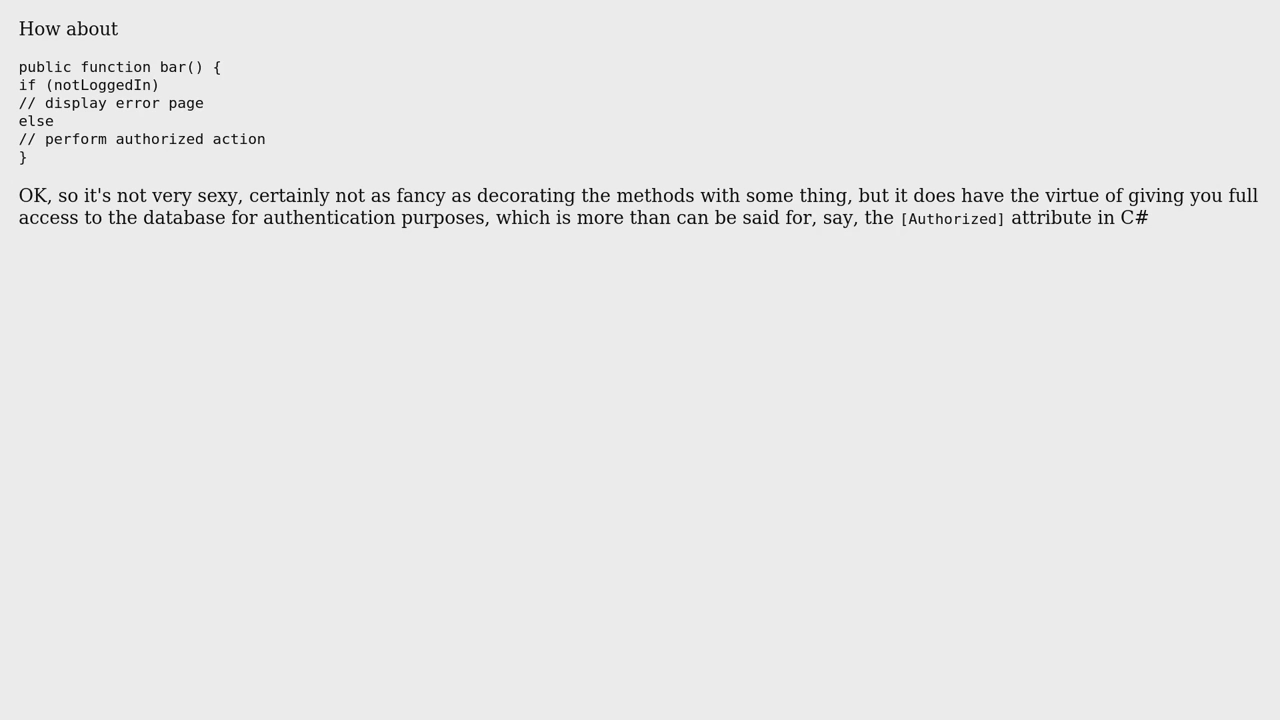 How about
public function bar() {
if (notLoggedIn)
// display error page
else
// perform authorized action
}
OK, so it's not very sexy, certainly not as fancy as decorating the methods with some thing, but it does have the virtue of giving you full
access to the database for authentication purposes, which is more than can be said for, say, the [Authorized] attribute in C#